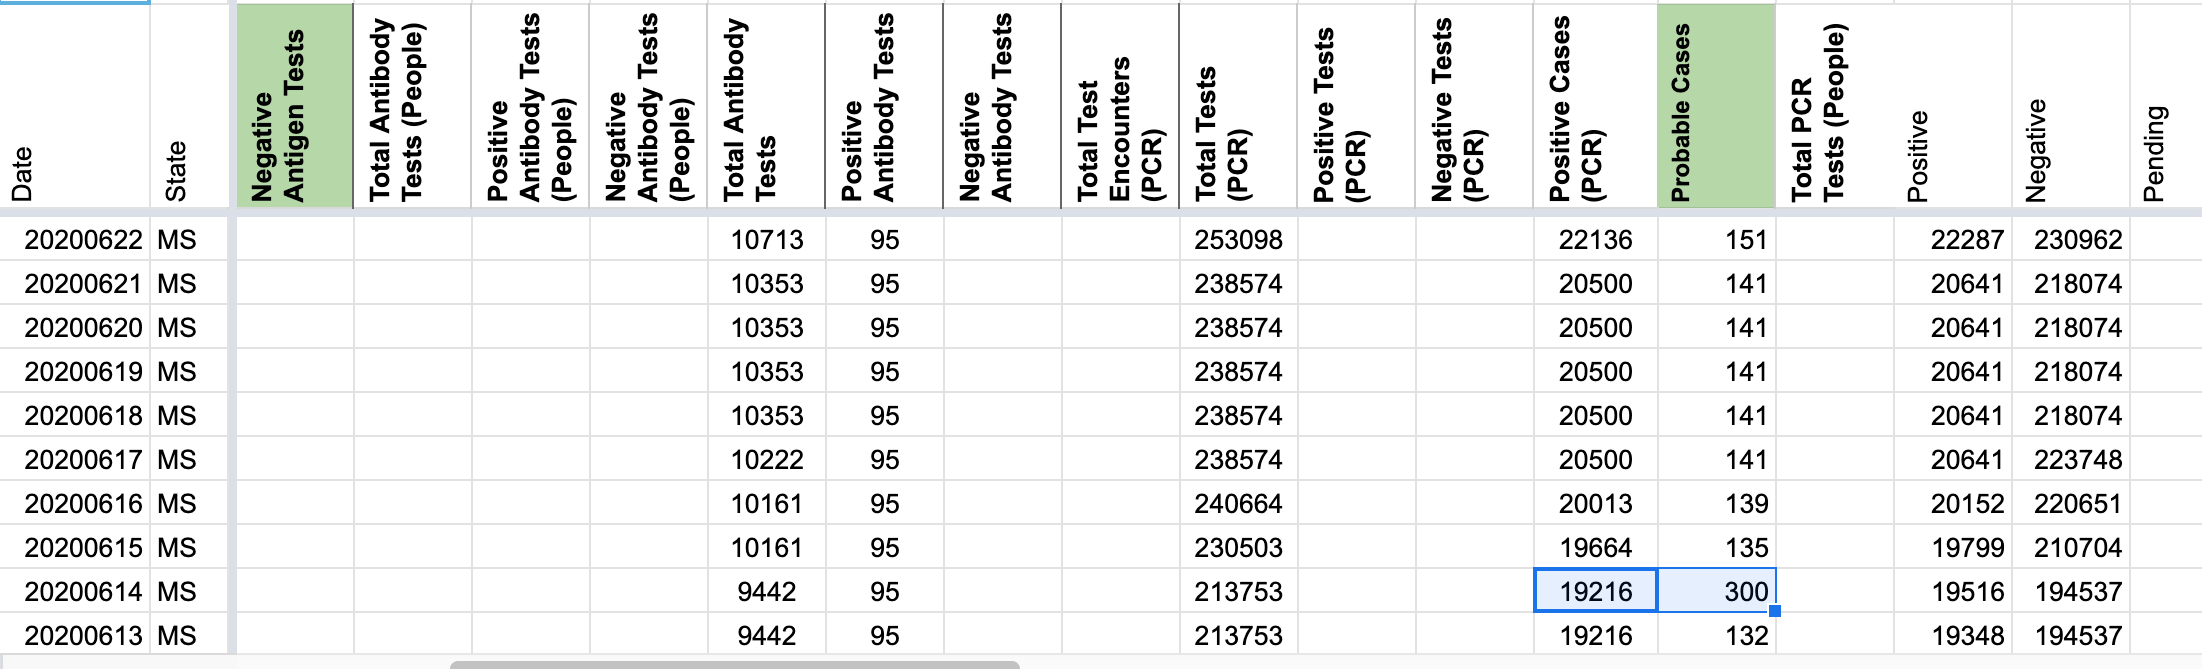 Date State Negative Antigen Tests Total Antibody Tests (People) Positive Antibody Tests (People) Negative Antibody Tests (People) Total Antibody Tests Positive Antibody Tests Negative Antibody Tests Total Test Encounters (PCR) Total Tests (PCR) Positive Tests (PCR) Negative Tests (PCR) Positive Cases (PCR) Probable Cases Total PCR Tests (People) Positive Negative Pending
20200622 MS 10713 95 253098 22136 151 22287 230962
20200621 MS 10353 95 238574 20500 141 20641 218074
20200620 MS 10353 95 238574 20500 141 20641 218074
20200619 MS 10353 95 238574 20500 141 20641 218074
20200618 MS 10353 95 238574 20500 141 20641 218074
20200617 MS 10222 95 238574 20500 141 20641 223748
20200616 MS 10161 95 240664 20013 139 20152 220651
20200615 MS 10161 95 230503 19664 135 19799 210704
20200614 MS 9442 95 213753 19216 300 19516 194537
20200613 MS 9442 95 213753 19216 132 19348 194537